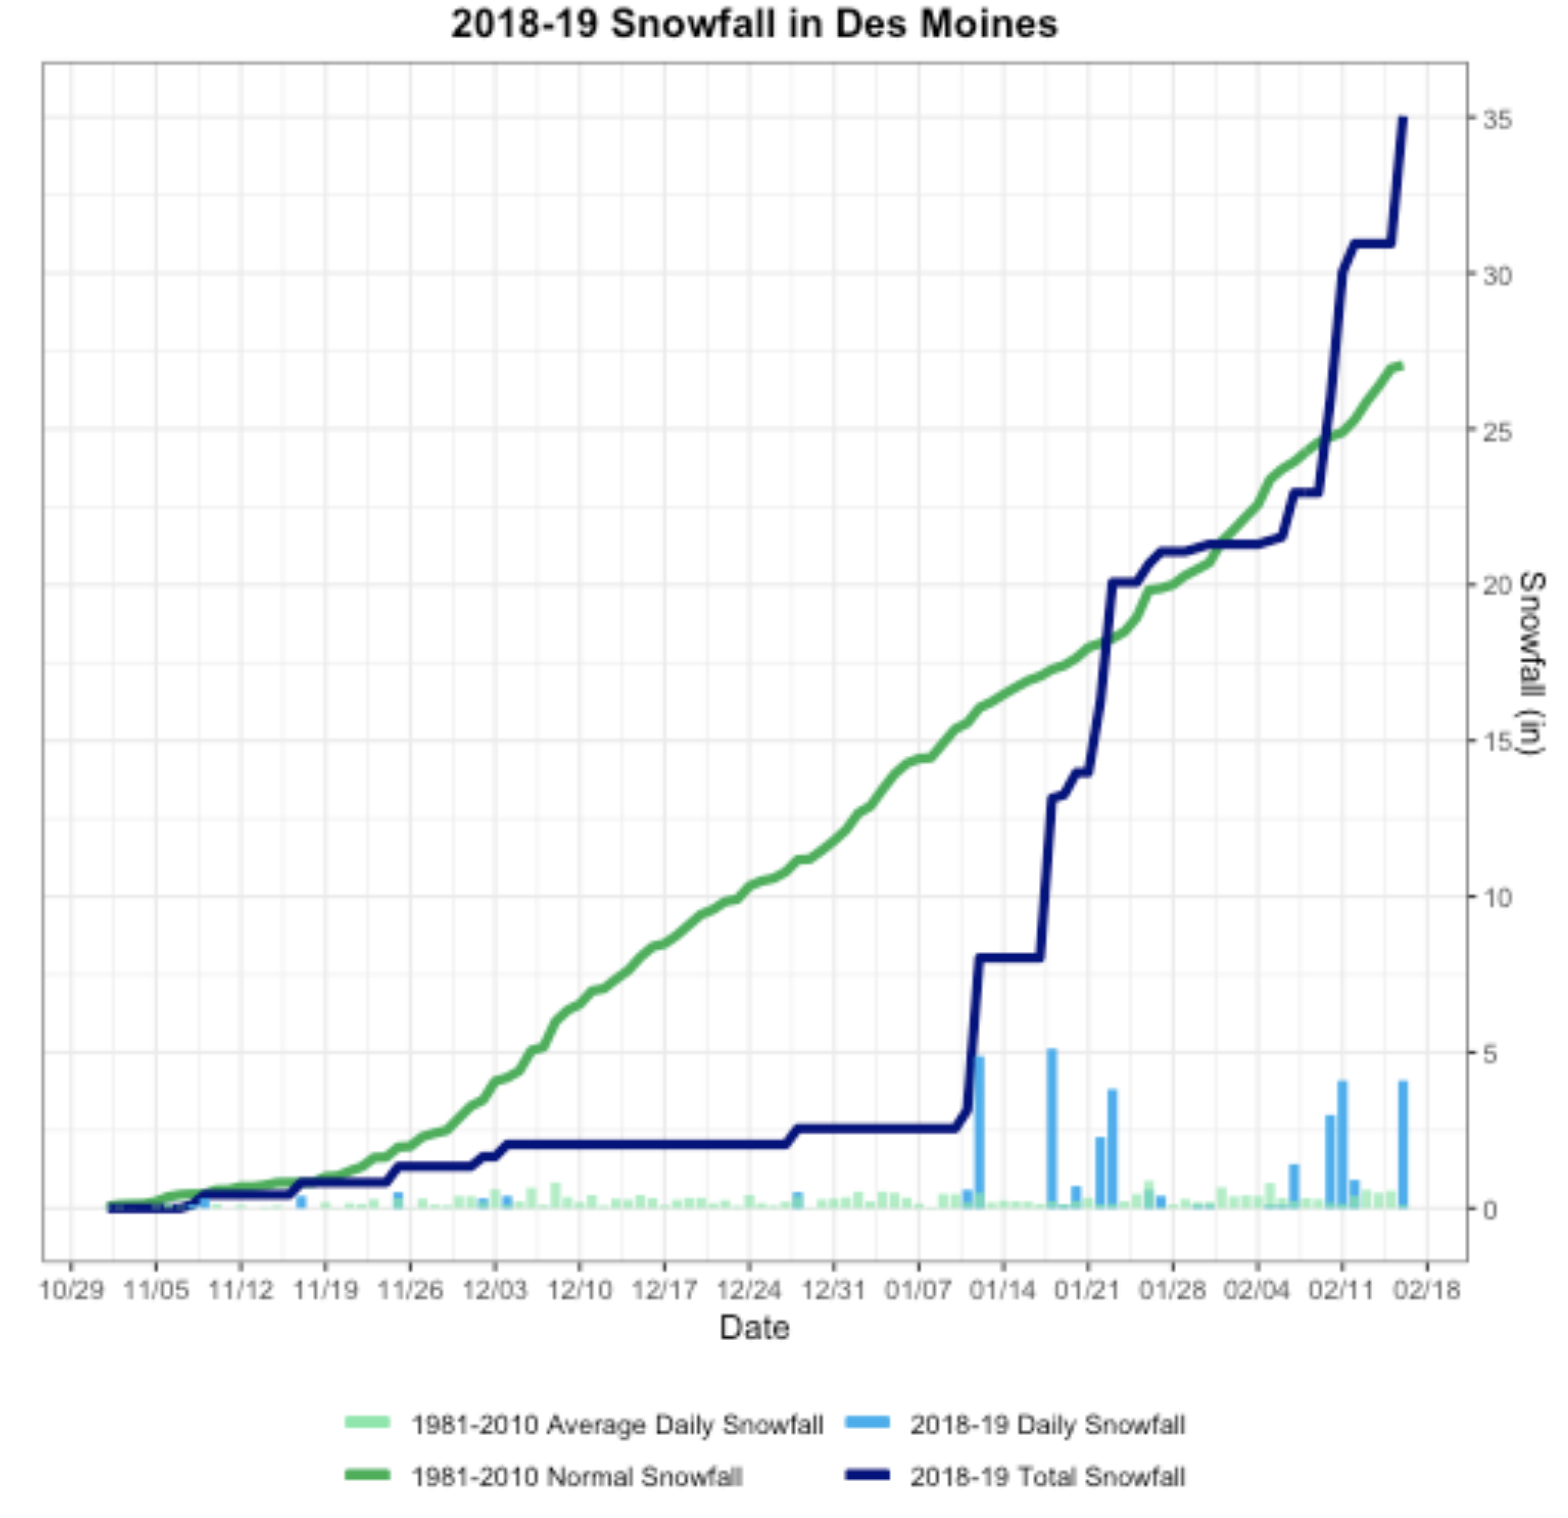 2018-19 Snowfall in Des Moines
35
30
25
20
15
10
5
0
Snowfall (in)
10/29 11/05 11/12 11/19 11/26 12/03 12/10 12/17 12/24 12/31 01/07 01/14 01/21 01/28 02/04 02/11 02/18
Date
1981-2010 Average Daily Snowfall 2018-19 Daily Snowfall
1981-2010 Normal Snowfall 2018-19 Total Snowfall